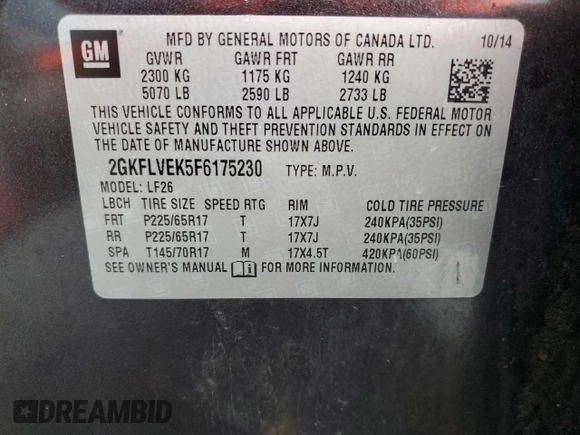 GM
MFD BY GENERAL MOTORS OF CANADA LTD. 10/14
GVWR GAWR FRT GAWR RR
2300 KG 1175 KG 1240 KG
5070 LB 2590 LB 2733 LB
THIS VEHICLE CONFORMS TO ALL APPLICABLE U.S. FEDERAL MOTOR
VEHICLE SAFETY AND THEFT PREVENTION STANDARDS IN EFFECT ON
THE DATE OF MANUFACTURE SHOWN ABOVE.
2GKFLVEK5F6175230 TYPE: M.P.V.
MODEL: LF26
LBCH TIRE SIZE SPEED RTG RIM COLD TIRE PRESSURE
FRT P225/65R17 T 17X7J 240KPA(35PSI)
RR P225/65R17 T 17X7J 240KPA(35PSI)
SPA T145/70R17 M 17X4.5T 420KPA(60PSI)
SEE OWNER'S MANUAL FOR MORE INFORMATION.
DREAMBID